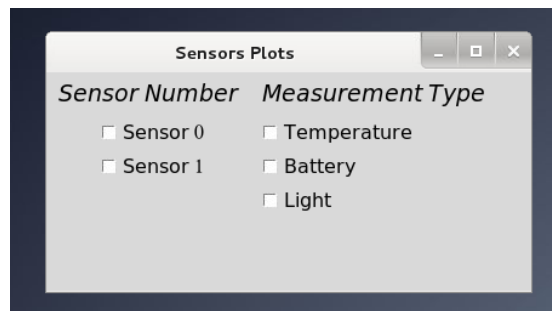 Sensors Plots
Sensor Number Measurement Type
Sensor 0 Temperature
Sensor 1 Battery
Light